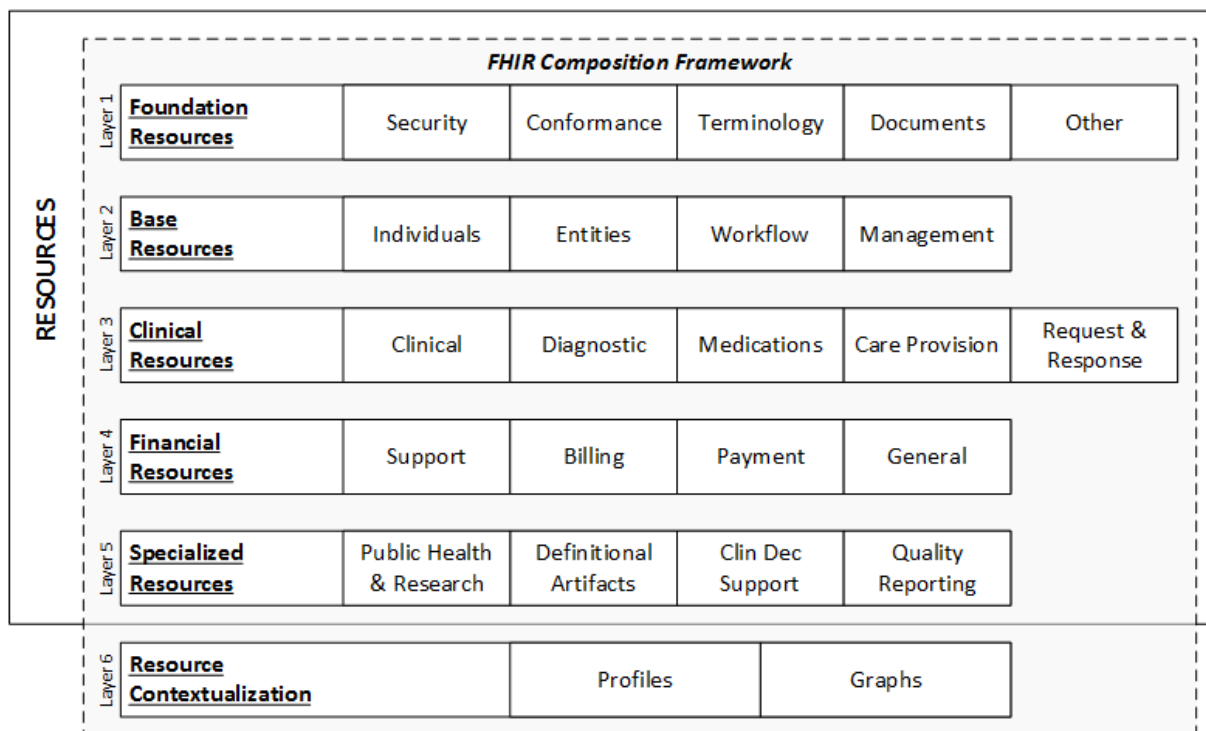 FHIR Composition Framework
RESOURCES
Layer 1
Foundation
Resources
Security
Conformance
Terminology
Documents
Other
Layer 2
Base
Resources
Individuals
Entities
Workflow
Management
Layer 3
Clinical
Resources
Clinical
Diagnostic
Medications
Care Provision
Request &
Response
Layer 4
Financial
Resources
Support
Billing
Payment
General
Layer 5
Specialized
Resources
Public Health
& Research
Definitional
Artifacts
Clin Dec
Support
Quality
Reporting
Layer 6
Resource
Contextualization
Profiles
Graphs